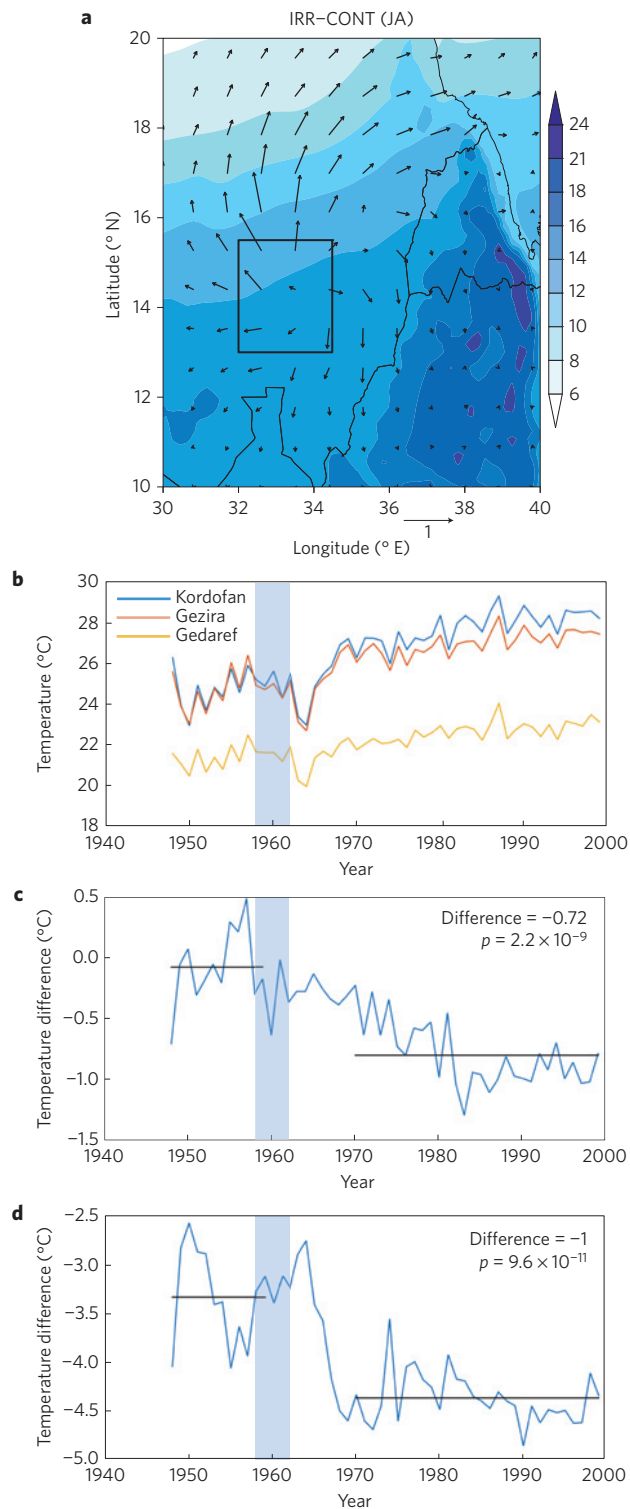 a
IRR–CONT (JA)
20
18
16
14
12
10
Latitude (° N)
30 32 34 36 38 40
1
Longitude (° E)
24
21
18
16
14
12
10
8
6
b
Kordofan
Gezira
Gedaref
30
28
26
24
22
20
18
Temperature (°C)
1940 1950 1960 1970 1980 1990 2000
Year
c
Difference = −0.72
p = 2.2 × 10⁻⁹
0.5
0.0
−0.5
−1.0
−1.5
Temperature difference (°C)
1940 1950 1960 1970 1980 1990 2000
Year
d
Difference = −1
p = 9.6 × 10⁻¹¹
−2.5
−3.0
−3.5
−4.0
−4.5
−5.0
Temperature difference (°C)
1940 1950 1960 1970 1980 1990 2000
Year